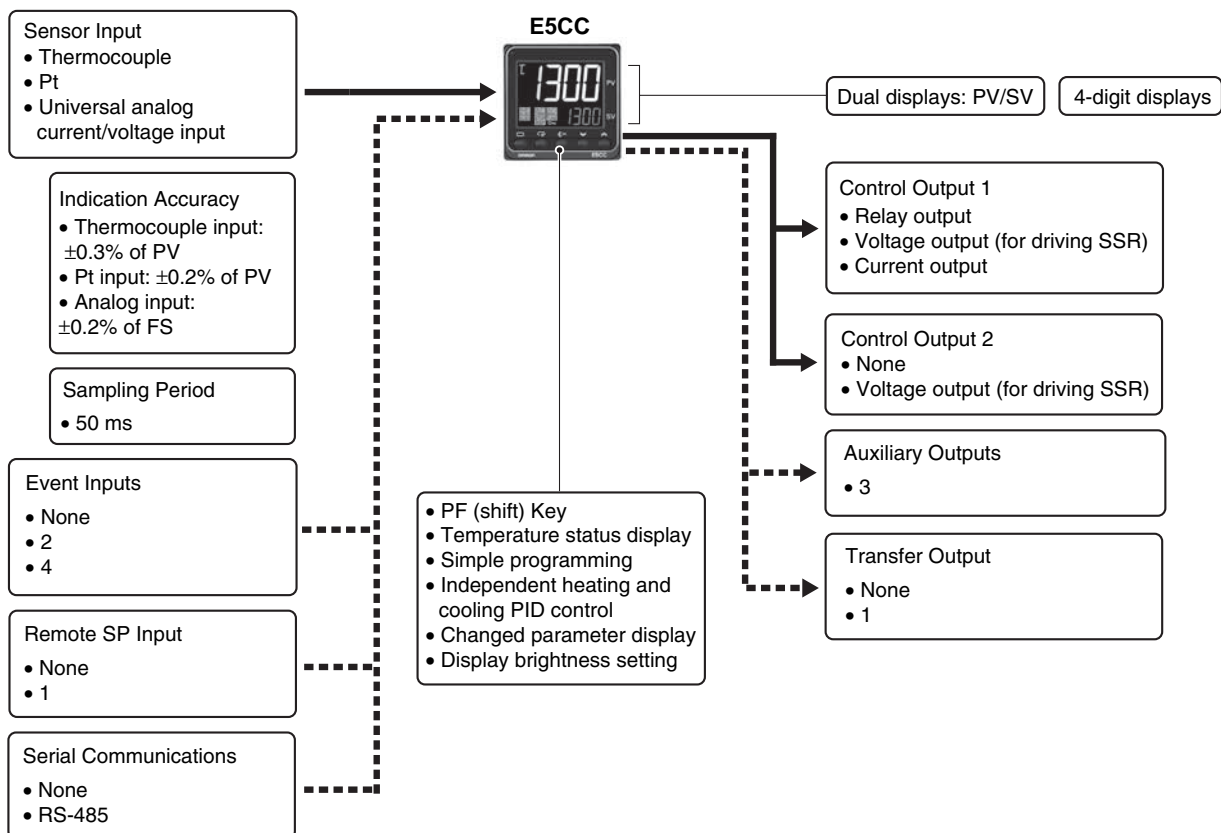 Sensor Input
• Thermocouple
• Pt
• Universal analog
current/voltage input
Indication Accuracy
• Thermocouple input:
±0.3% of PV
• Pt input: ±0.2% of PV
• Analog input:
±0.2% of FS
Sampling Period
• 50 ms
Event Inputs
• None
• 2
• 4
Remote SP Input
• None
• 1
Serial Communications
• None
• RS-485
E5CC
1300
PV
1300
SV
OMRON
E5CC
• PF (shift) Key
• Temperature status display
• Simple programming
• Independent heating and
cooling PID control
• Changed parameter display
• Display brightness setting
Dual displays: PV/SV
4-digit displays
Control Output 1
• Relay output
• Voltage output (for driving SSR)
• Current output
Control Output 2
• None
• Voltage output (for driving SSR)
Auxiliary Outputs
• 3
Transfer Output
• None
• 1